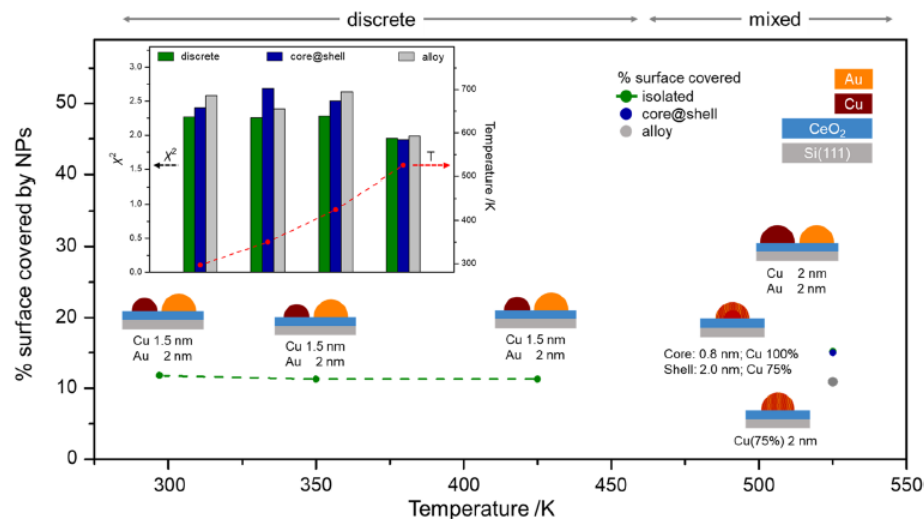 discrete
mixed
% surface covered by NPs
50
40
30
20
10
0
300
350
400
450
500
550
Temperature /K
discrete
core@shell
alloy
3.0
2.5
2.0
1.5
1.0
0.5
0.0
χ²
χ²
T
700
600
500
400
300
Temperature /K
% surface covered
isolated
core@shell
alloy
Au
Cu
CeO₂
Si(111)
Cu 1.5 nm
Au 2 nm
Cu 1.5 nm
Au 2 nm
Cu 1.5 nm
Au 2 nm
Cu 2 nm
Au 2 nm
Core: 0.8 nm; Cu 100%
Shell: 2.0 nm; Cu 75%
Cu(75%) 2 nm